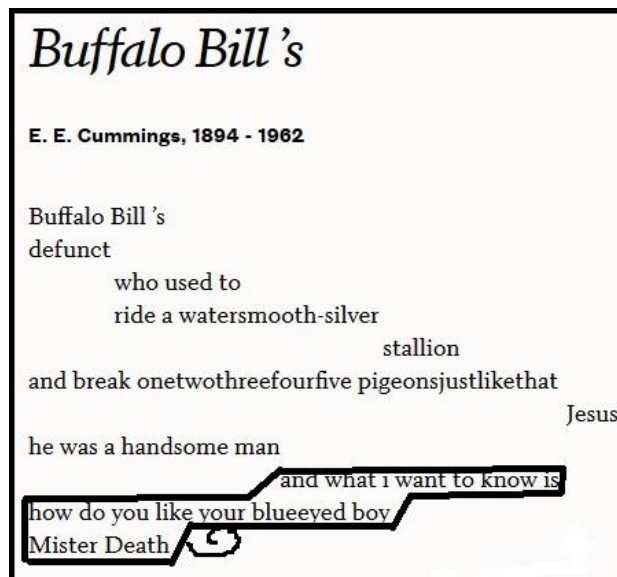 Buffalo Bill ’s
E. E. Cummings, 1894 - 1962
Buffalo Bill ’s
defunct
who used to
ride a watersmooth-silver
stallion
and break onetwothreefourfive pigeonsjustlikethat
Jesus
he was a handsome man
and what i want to know is
how do you like your blueeyed boy
Mister Death